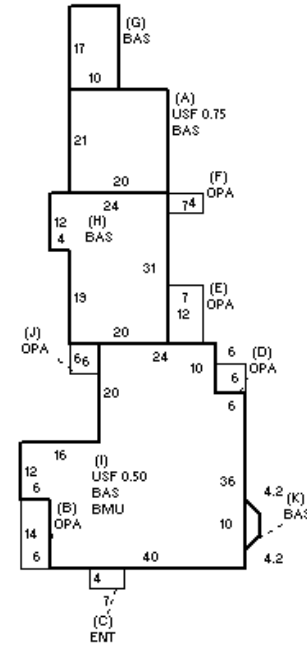 (G)
BAS
17
10
(A)
USF 0.75
BAS
21
20
24
(F)
OPA
7 4
12
4
(H)
BAS
31
19
7
12
(E)
OPA
20
(J)
OPA
6 6
24
10
6
6
(D)
OPA
6
20
16
12
6
(I)
USF 0.50
BAS
BMU
36
10
4.2
(K)
BAS
4.2
14
6
(B)
OPA
40
4
7
(C)
ENT